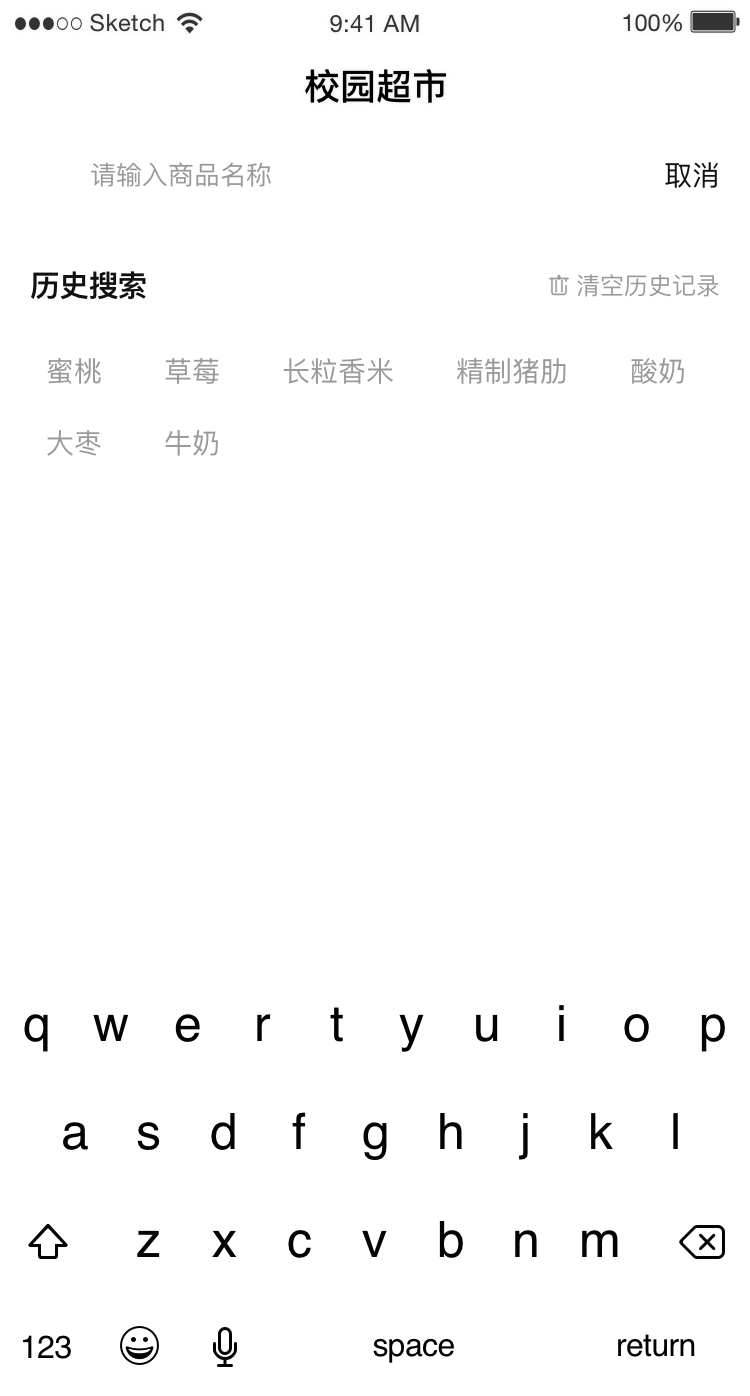 Sketch 9:41 AM 100%
校园超市
请输入商品名称 取消
历史搜索 清空历史记录
蜜桃 草莓 长粒香米 精制猪肋 酸奶
大枣 牛奶
q w e r t y u i o p
a s d f g h j k l
z x c v b n m
123 space return